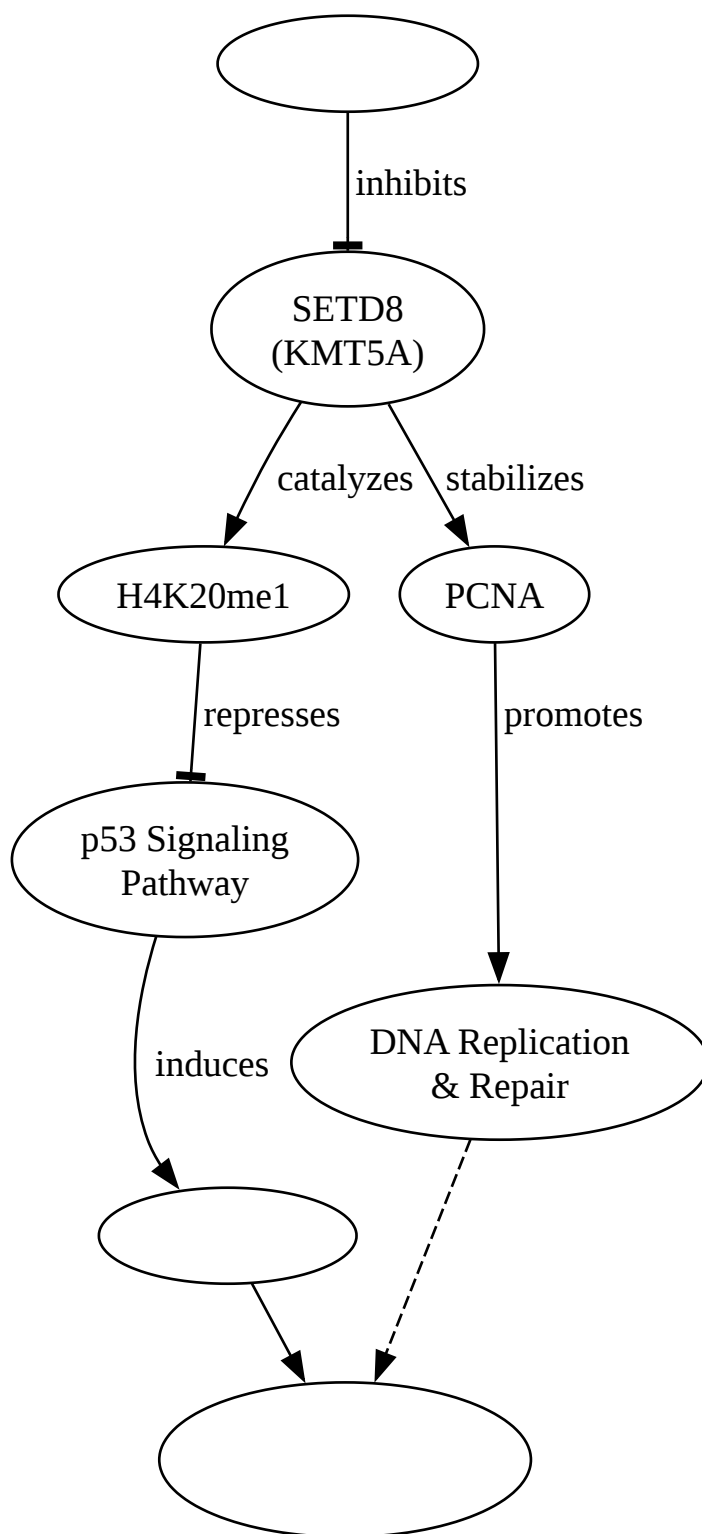 inhibits
SETD8
(KMT5A)
catalyzes
stabilizes
H4K20me1
PCNA
represses
promotes
p53 Signaling
Pathway
DNA Replication
& Repair
induces